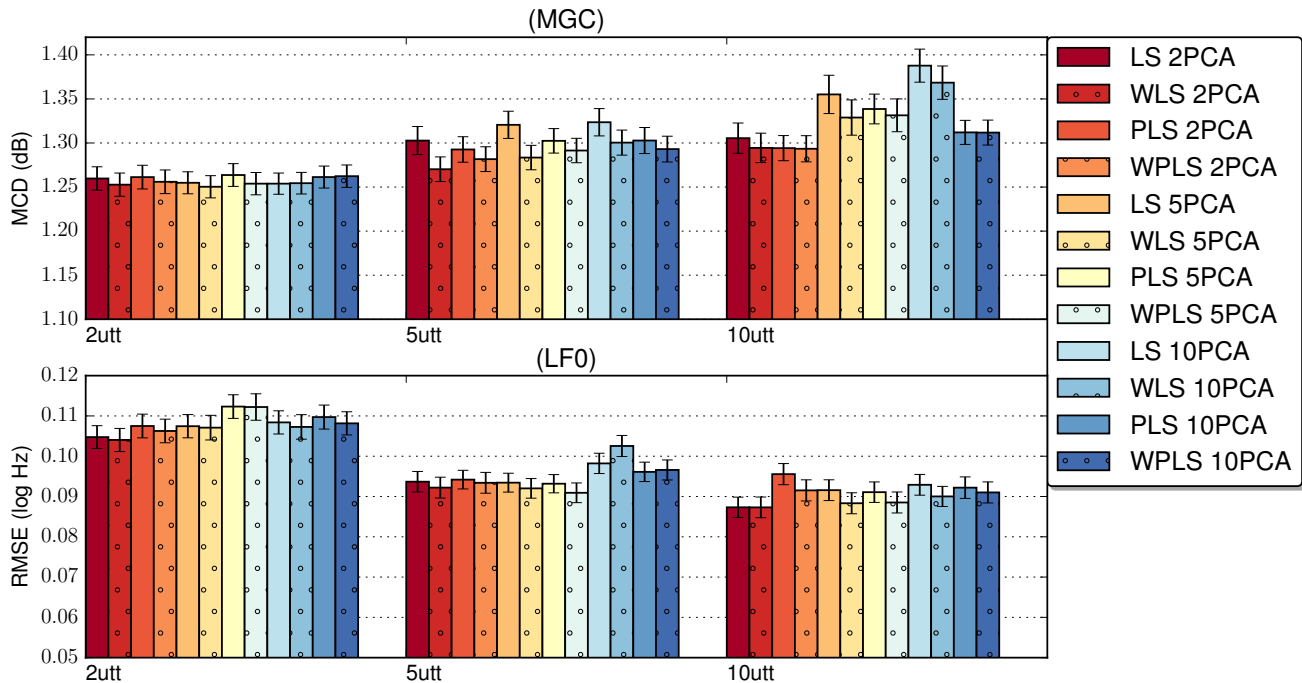 (MGC)
MCD (dB)
1.40
1.35
1.30
1.25
1.20
1.15
1.10
2utt
5utt
10utt
(LF0)
RMSE (log Hz)
0.12
0.11
0.10
0.09
0.08
0.07
0.06
0.05
2utt
5utt
10utt
LS 2PCA
WLS 2PCA
PLS 2PCA
WPLS 2PCA
LS 5PCA
WLS 5PCA
PLS 5PCA
WPLS 5PCA
LS 10PCA
WLS 10PCA
PLS 10PCA
WPLS 10PCA